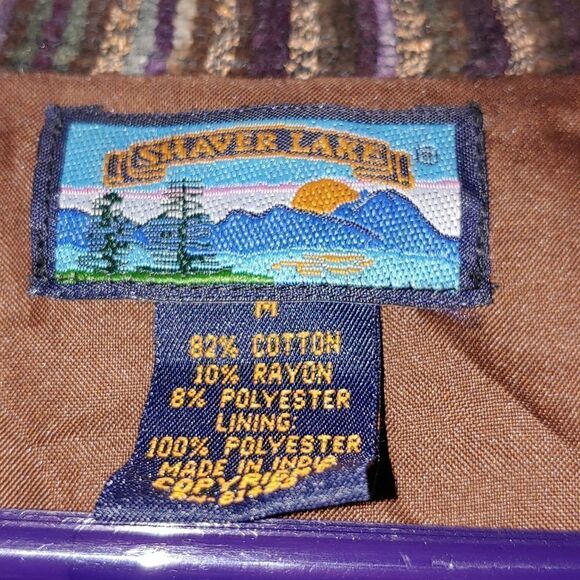 SHAVER LAKE ®
M
82% COTTON
10% RAYON
8% POLYESTER
LINING:
100% POLYESTER
MADE IN INDIA